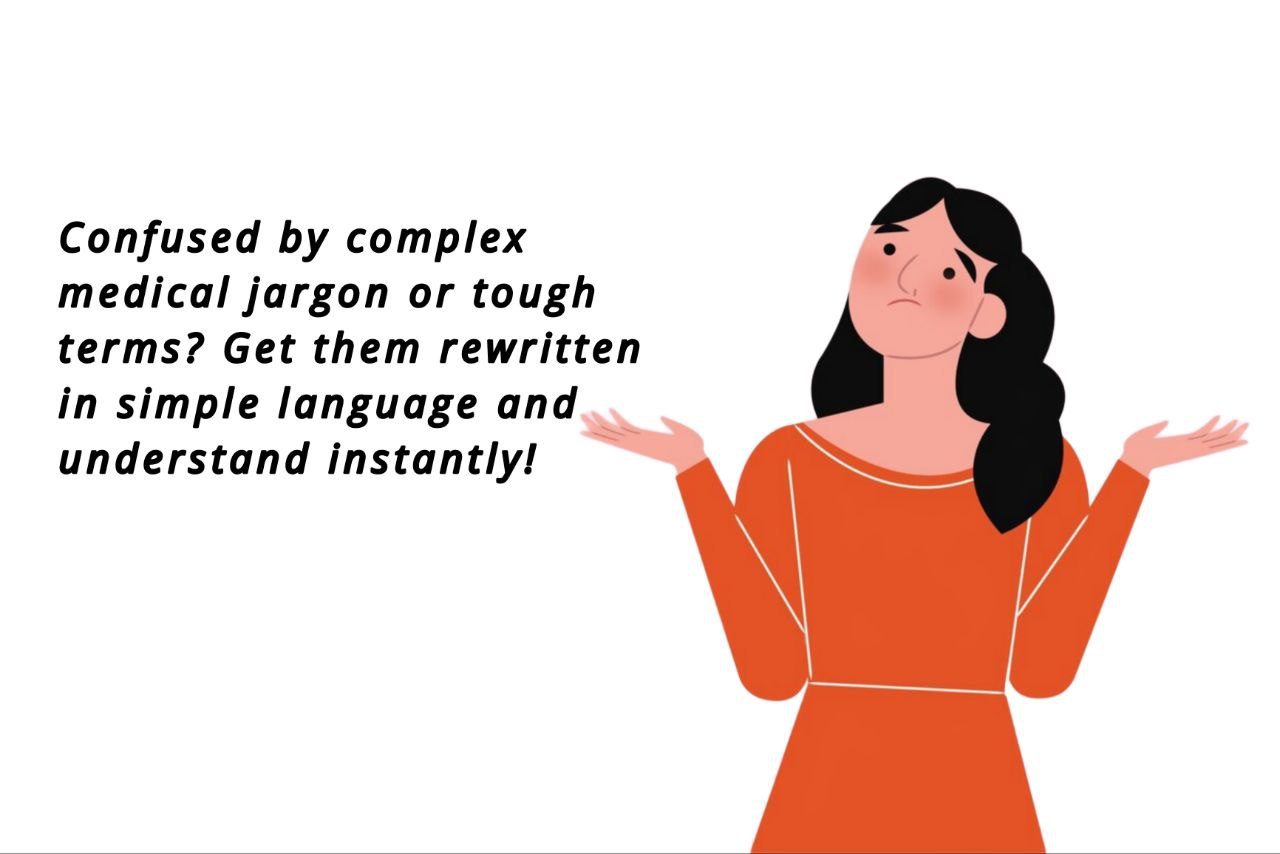 Confused by complex
medical jargon or tough
terms? Get them rewritten
in simple language and
understand instantly!